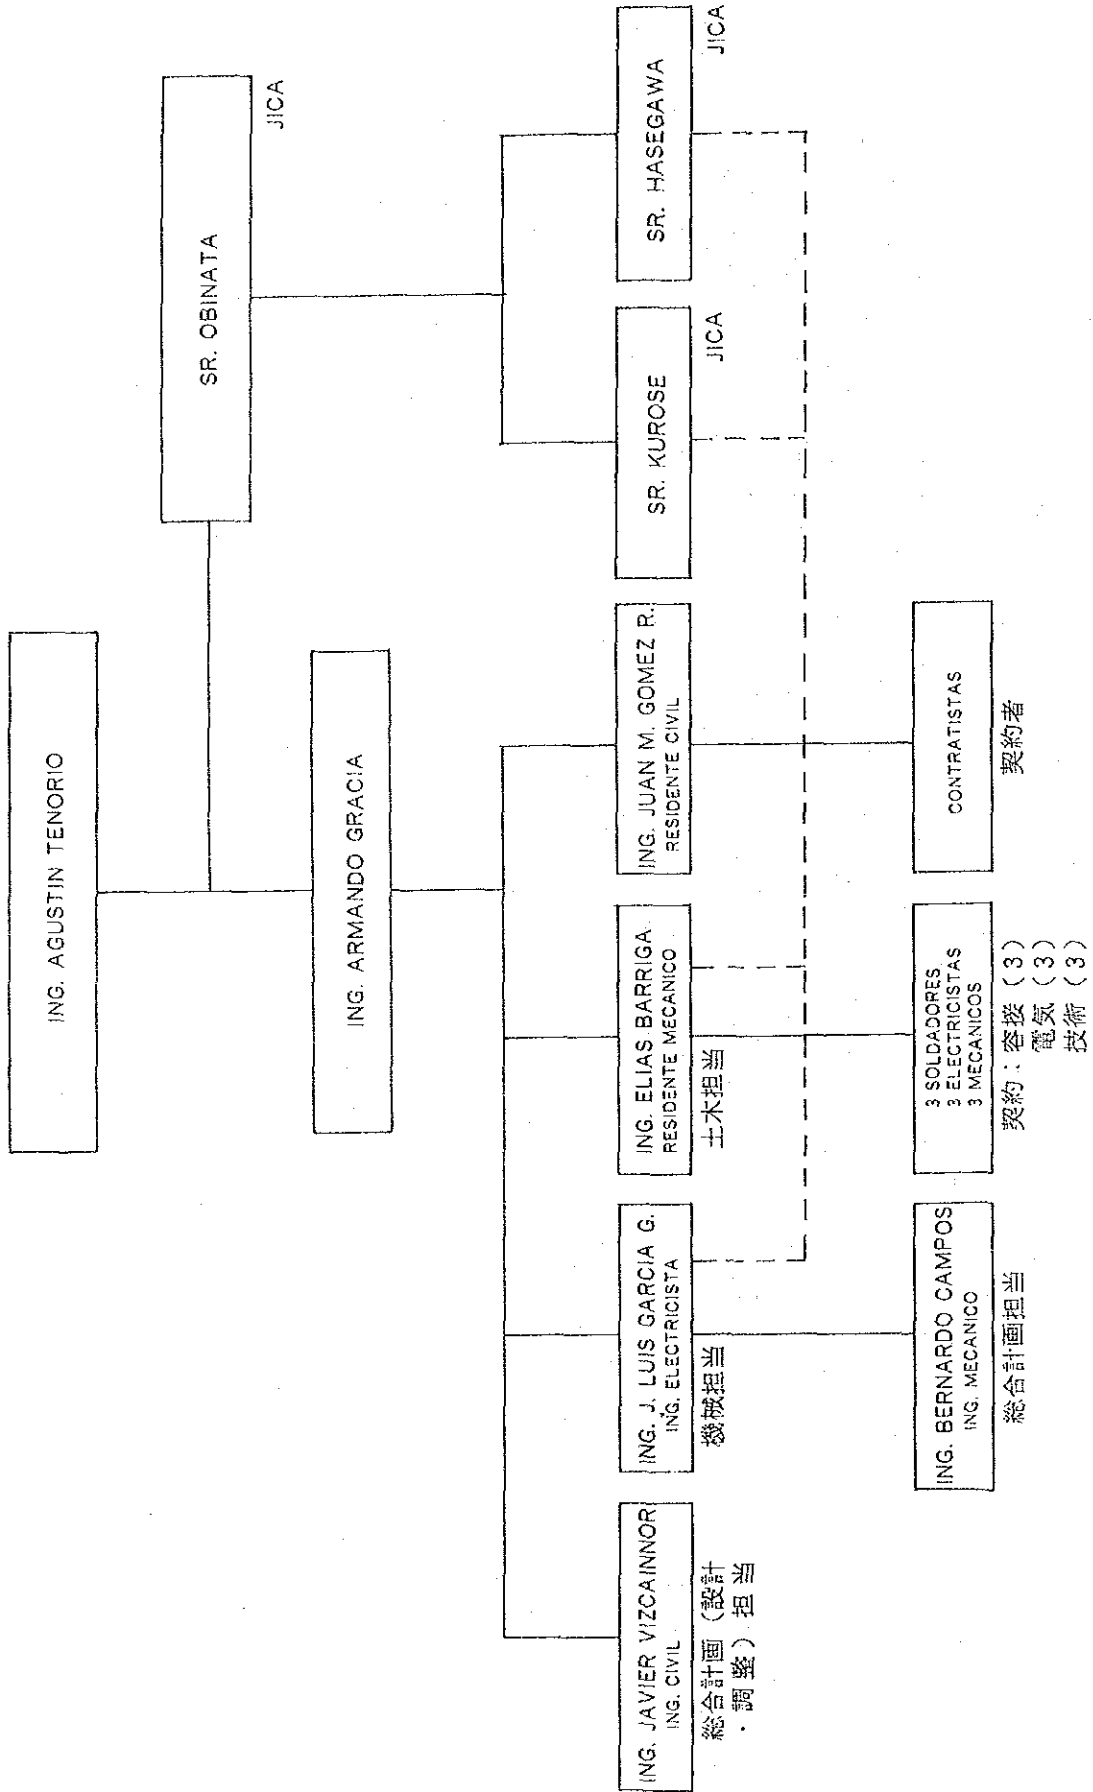 ING. AGUSTIN TENORIO
SR. OBINATA
JICA
ING. ARMANDO GRACIA
ING. JAVIER VIZCAINNOR
ING. CIVIL
総合計画(設計
・調整)担当
ING. J. LUIS GARCIA G.
ING. ELECTRICISTA
機械担当
ING. ELIAS BARRIGA
RESIDENTE MECANICO
土木担当
ING. JUAN M. GOMEZ R.
RESIDENTE CIVIL
SR. KUROSE
JICA
SR. HASEGAWA
JICA
ING. BERNARDO CAMPOS
ING. MECANICO
総合計画担当
3 SOLDADORES
3 ELECTRICISTAS
3 MECANICOS
契約:容接(3)
電気(3)
技術(3)
CONTRATISTAS
契約者